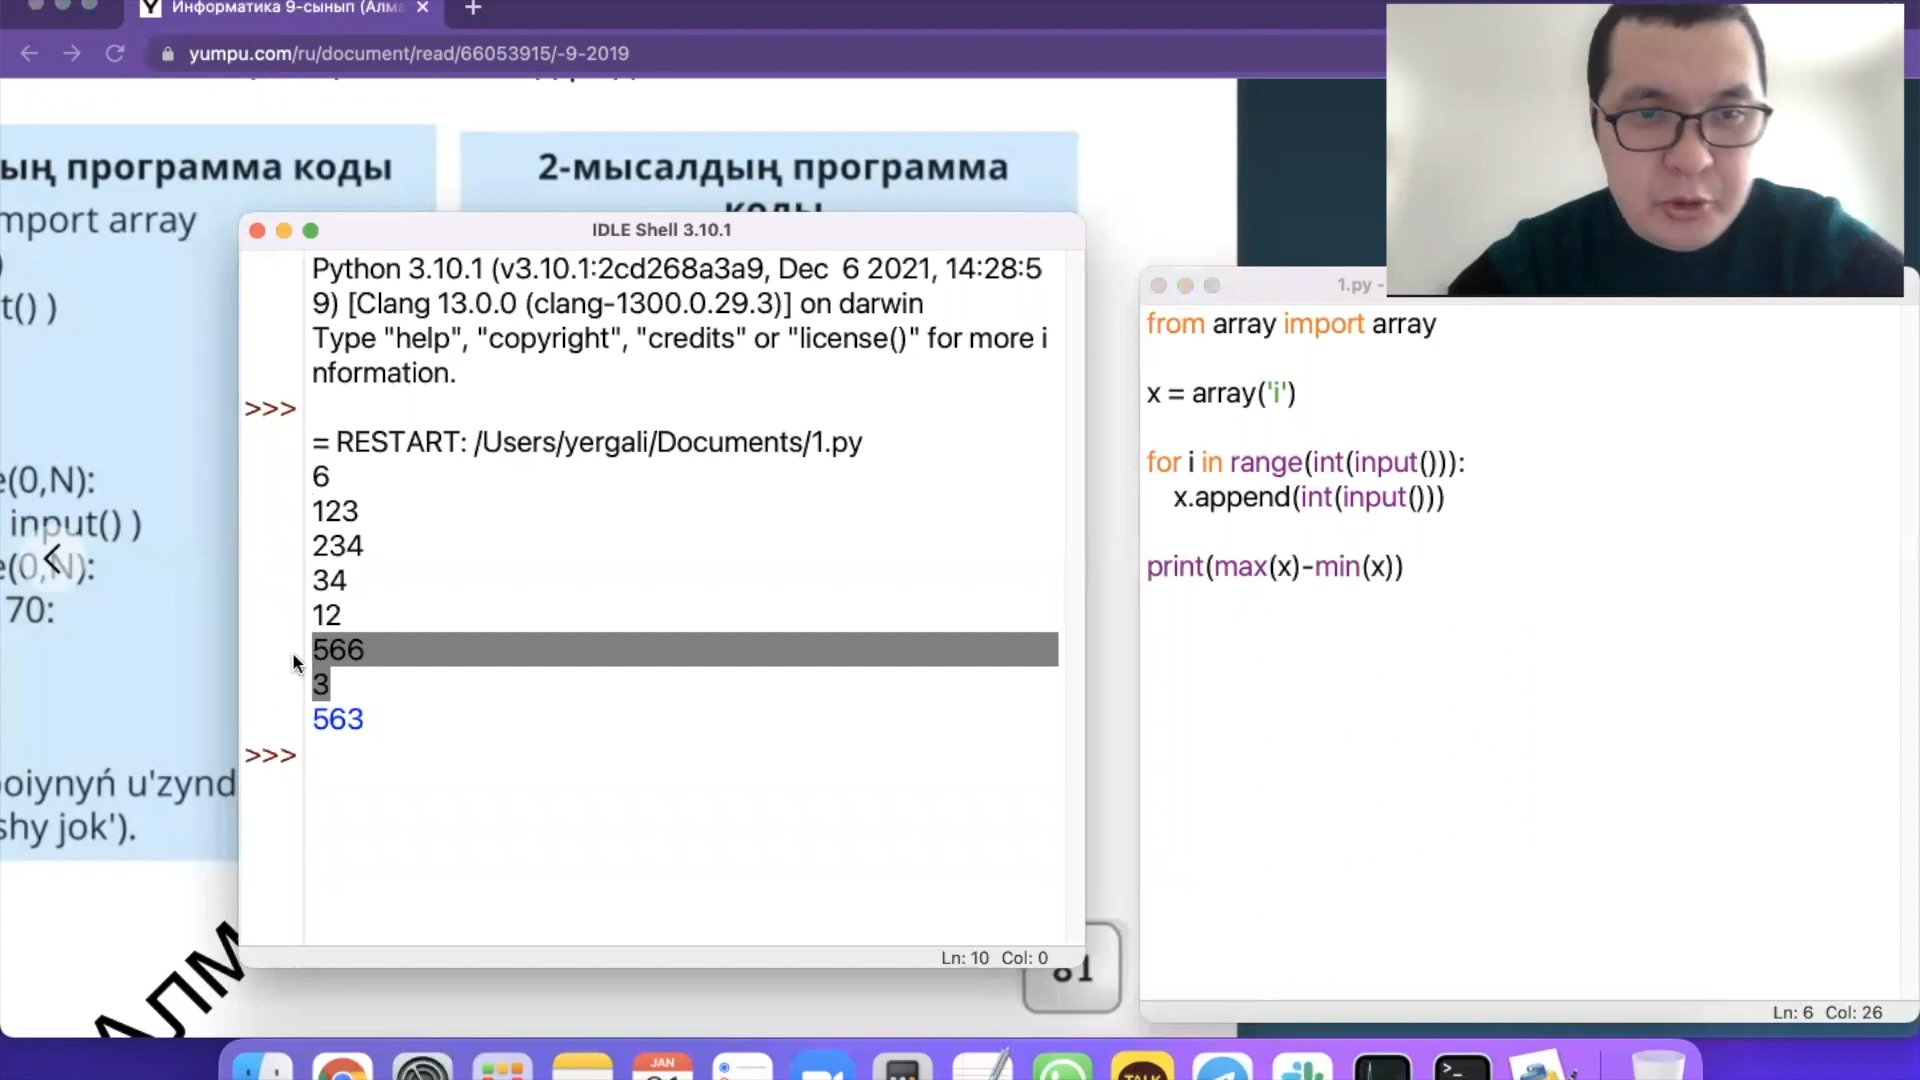 Информатика 9-сынып (Алма
yumpu.com/ru/document/read/66053915/-9-2019
ың программа коды
mport array
)
t() )
e(0,N):
input() )
e(0,N):
70:
oiynyń u'zynd
shy jok').
2-мысалдың программа
коды
81
IDLE Shell 3.10.1
Python 3.10.1 (v3.10.1:2cd268a3a9, Dec 6 2021, 14:28:5
9) [Clang 13.0.0 (clang-1300.0.29.3)] on darwin
Type "help", "copyright", "credits" or "license()" for more i
nformation.
>>>
= RESTART: /Users/yergali/Documents/1.py
6
123
234
34
12
566
3
563
>>>
Ln: 10 Col: 0
1.py -
from array import array
x = array('i')
for i in range(int(input())):
x.append(int(input()))
print(max(x)-min(x))
Ln: 6 Col: 26
АЛМ
JAN
TALK